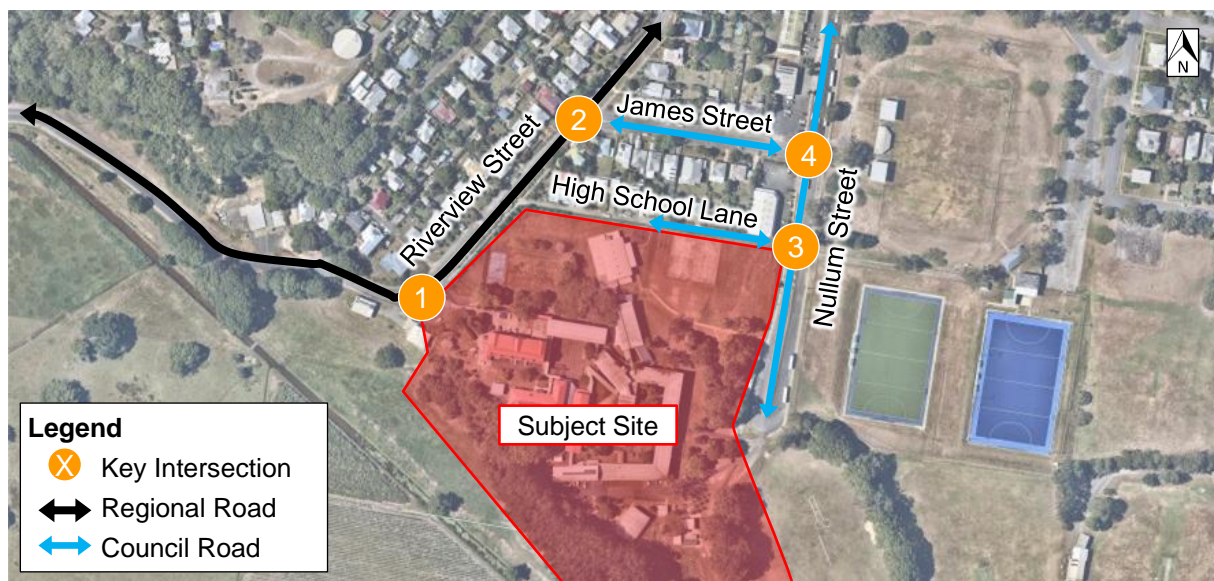 N
James Street
Riverview Street
2
4
High School Lane
3
1
Nullum Street
Subject Site
Legend
X Key Intersection
Regional Road
Council Road